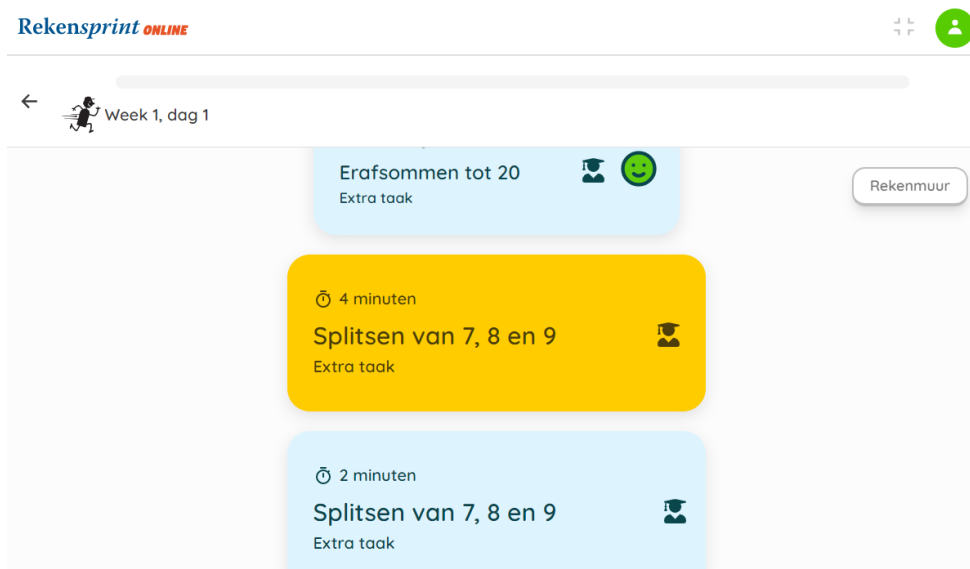 Rekensprint ONLINE
Week 1, dag 1
Erafsommen tot 20
Extra taak
Rekenmuur
4 minuten
Splitsen van 7, 8 en 9
Extra taak
2 minuten
Splitsen van 7, 8 en 9
Extra taak